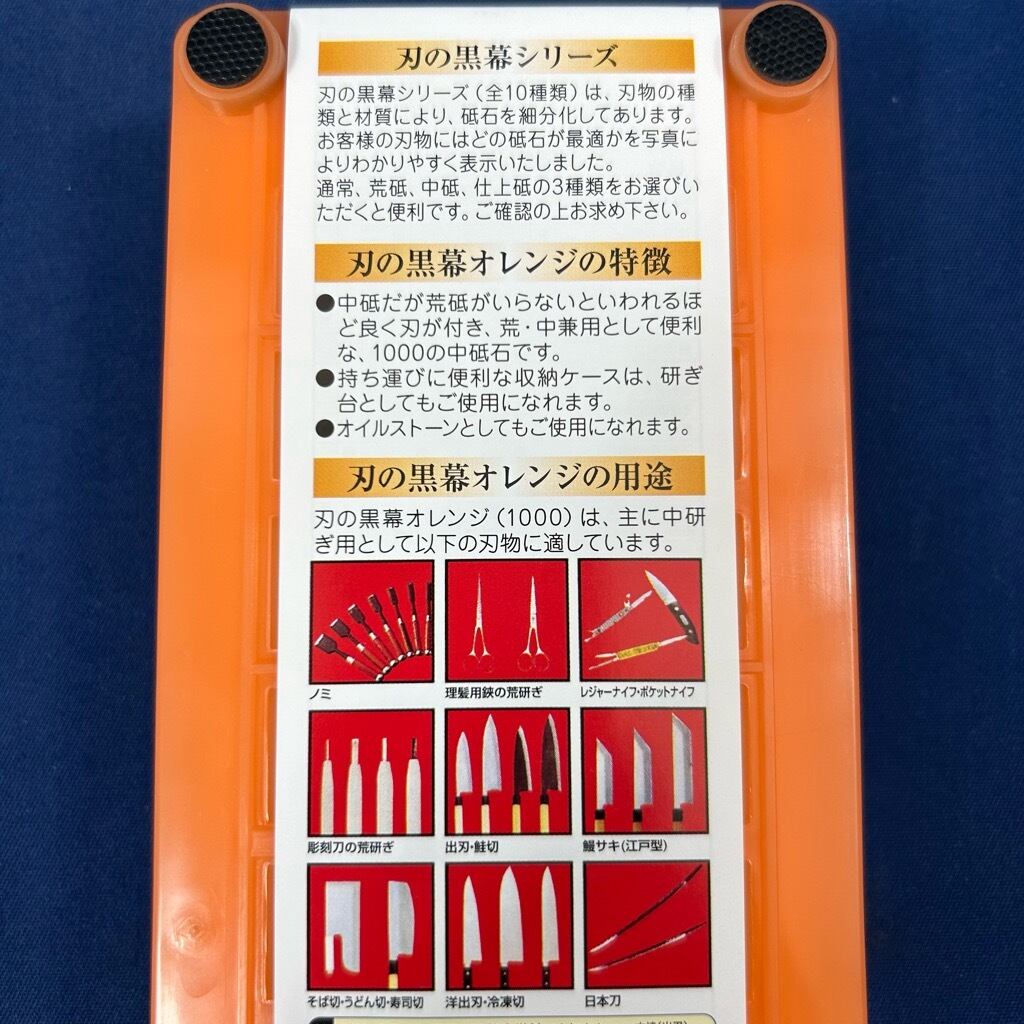 刃の黒幕シリーズ
刃の黒幕シリーズ（全10種類）は、刃物の種
類と材質により、砥石を細分化してあります。
お客様の刃物にはどの砥石が最適かを写真に
よりわかりやすく表示いたしました。
通常、荒砥、中砥、仕上砥の3種類をお選びい
ただくと便利です。ご確認の上お求め下さい。
刃の黒幕オレンジの特徴
●中砥だが荒砥がいらないといわれるほ
ど良く刃が付き、荒・中兼用として便利
な、1000の中砥石です。
●持ち運びに便利な収納ケースは、研ぎ
台としてもご使用になれます。
●オイルストーンとしてもご使用になれます。
刃の黒幕オレンジの用途
刃の黒幕オレンジ（1000）は、主に中研
ぎ用として以下の刃物に適しています。
ノミ
理髪用鋏の荒研ぎ
レジャーナイフ・ポケットナイフ
彫刻刀の荒研ぎ
出刃・鮭切
鰻サキ（江戸型）
そば切・うどん切・寿司切
洋出刃・冷凍切
日本刀